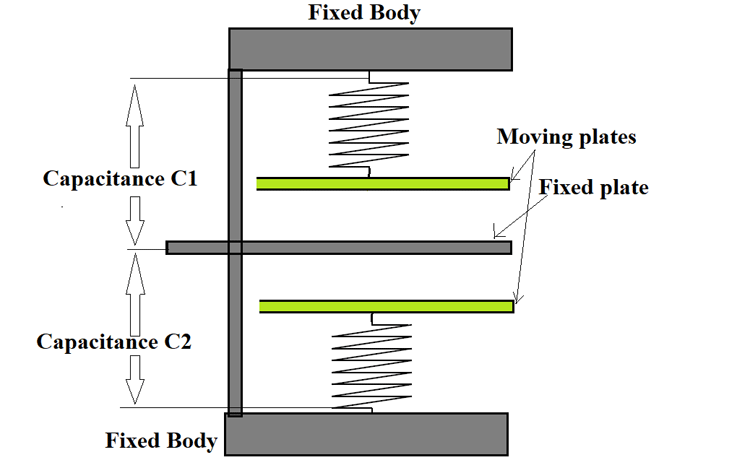 Fixed Body
Moving plates
Capacitance C1
Fixed plate
Capacitance C2
Fixed Body